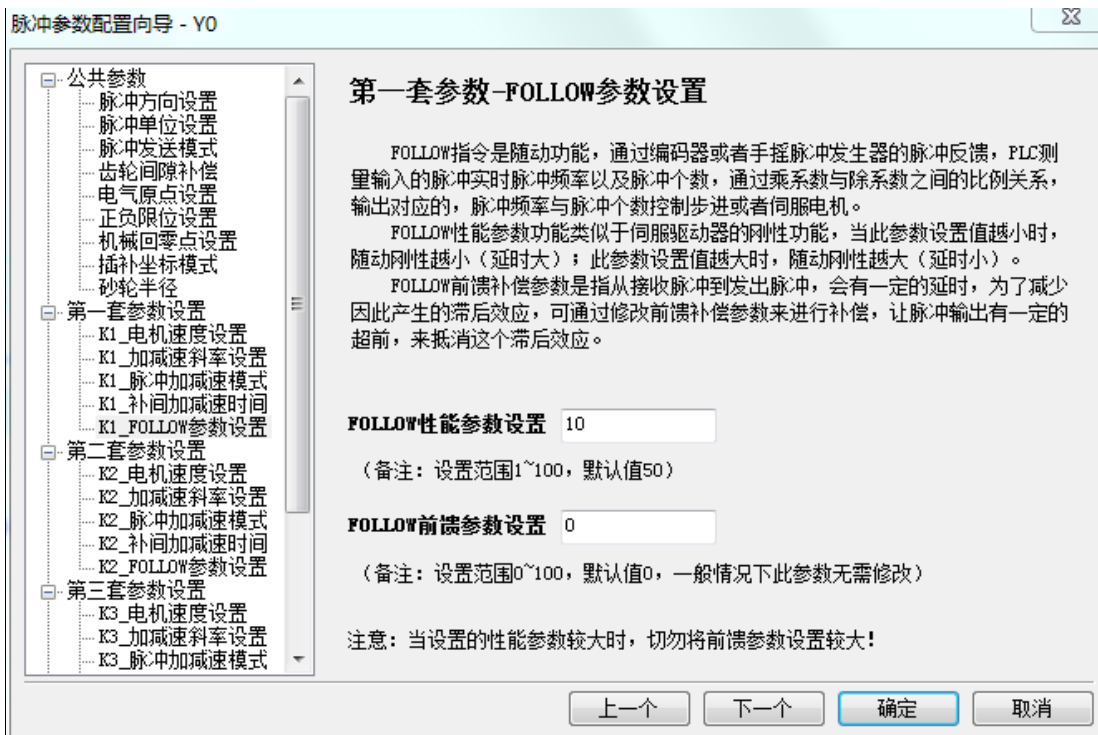 脉冲参数配置向导 - Y0
公共参数
脉冲方向设置
脉冲单位设置
脉冲发送模式
齿轮间隙补偿
电气原点设置
正负限位设置
机械回零点设置
插补坐标模式
砂轮半径
第一套参数设置
K1_电机速度设置
K1_加减速斜率设置
K1_脉冲加减速模式
K1_补间加减速时间
K1_FOLLOW参数设置
第二套参数设置
K2_电机速度设置
K2_加减速斜率设置
K2_脉冲加减速模式
K2_补间加减速时间
K2_FOLLOW参数设置
第三套参数设置
K3_电机速度设置
K3_加减速斜率设置
K3_脉冲加减速模式
第一套参数-FOLLOW参数设置
FOLLOW指令是随动功能，通过编码器或者手摇脉冲发生器的脉冲反馈，PLC测
量输入的脉冲实时脉冲频率以及脉冲个数，通过乘系数与除系数之间的比例关系，
输出对应的，脉冲频率与脉冲个数控制步进或者伺服电机。
FOLLOW性能参数功能类似于伺服驱动器的刚性功能，当此参数设置值越小时，
随动刚性越小（延时大）；此参数设置值越大时，随动刚性越大（延时小）。
FOLLOW前馈补偿参数是指从接收脉冲到发出脉冲，会有一定的延时，为了减少
因此产生的滞后效应，可通过修改前馈补偿参数来进行补偿，让脉冲输出有一定的
超前，来抵消这个滞后效应。
FOLLOW性能参数设置 10
（备注：设置范围1~100，默认值50）
FOLLOW前馈参数设置 0
（备注：设置范围0~100，默认值0，一般情况下此参数无需修改）
注意：当设置的性能参数较大时，切勿将前馈参数设置较大!
上一个 下一个 确定 取消